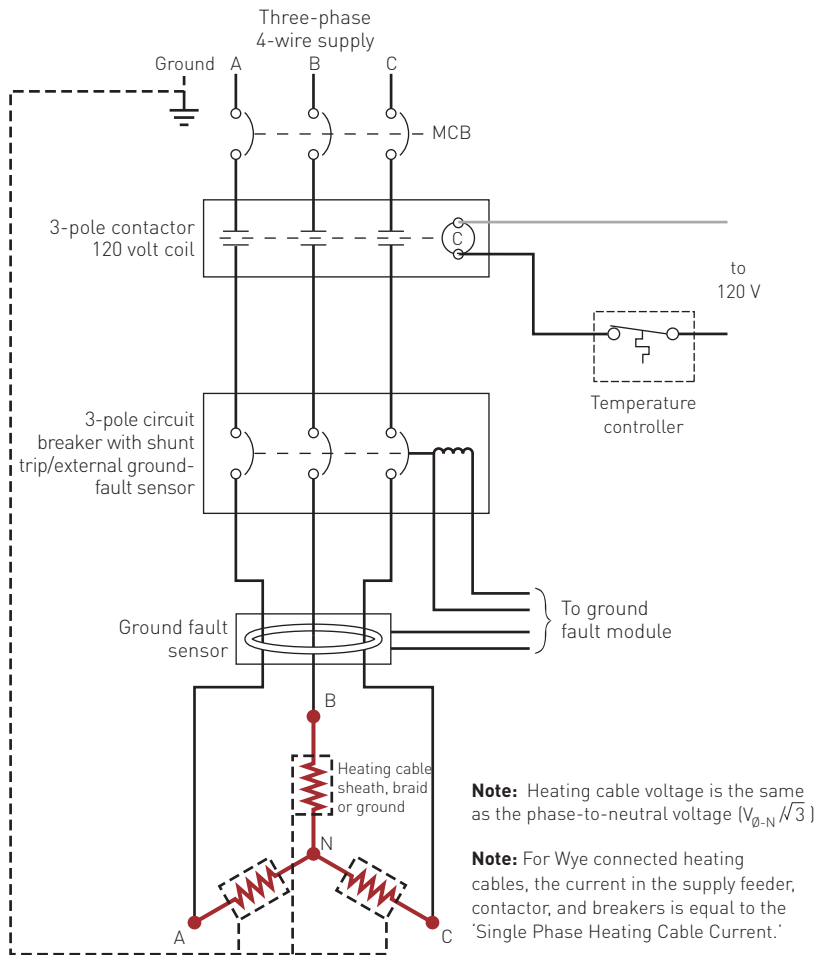 Three-phase
4-wire supply
Ground A B C
MCB
3-pole contactor
120 volt coil
C
to
120 V
Temperature
controller
3-pole circuit
breaker with shunt
trip/external ground-
fault sensor
To ground
fault module
Ground fault
sensor
B
Heating cable
sheath, braid
or ground
N
A
C
Note: Heating cable voltage is the same
as the phase-to-neutral voltage (VØ-N /√3 )
Note: For Wye connected heating
cables, the current in the supply feeder,
contactor, and breakers is equal to the
'Single Phase Heating Cable Current.'